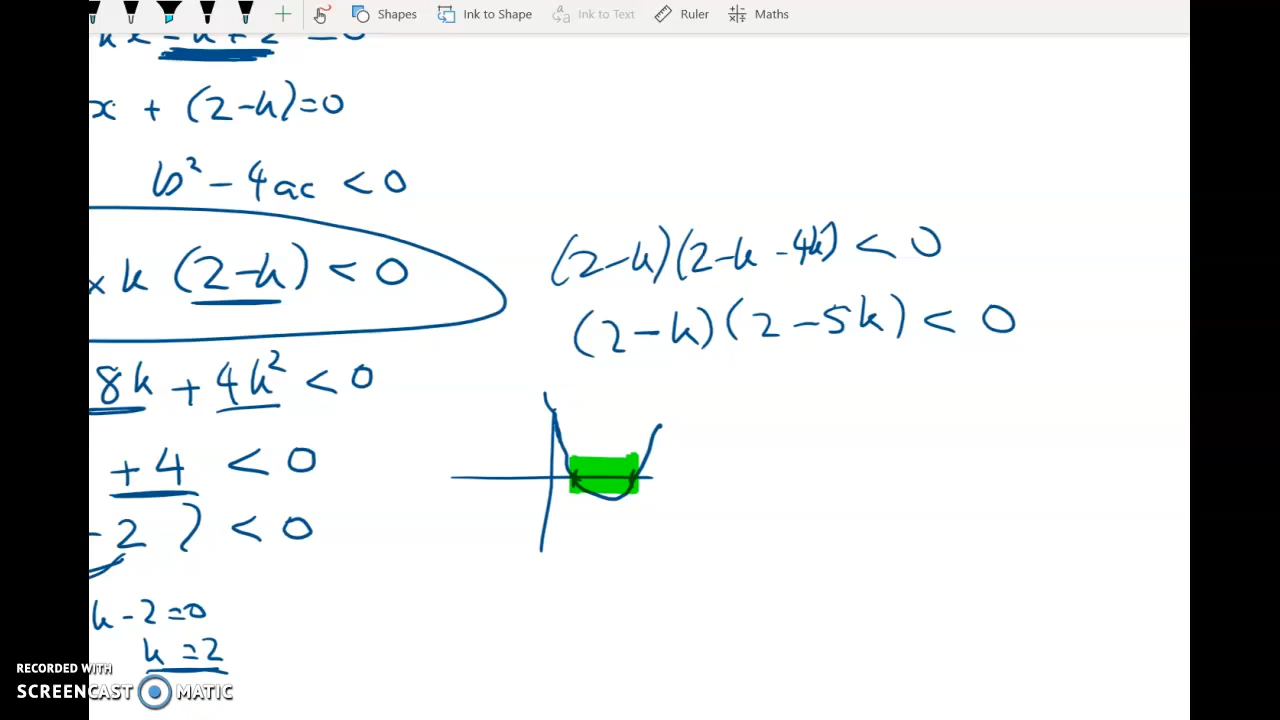 Shapes Ink to Shape Ink to Text Ruler Maths
x + (2-k)=0
b² - 4ac < 0
x k (2-k) < 0
(2-k)(2-k-4k) < 0
(2-k)(2-5k) < 0
8k + 4k² < 0
+4 < 0
-2 ) < 0
k-2=0
k=2
RECORDED WITH
SCREENCAST MATIC